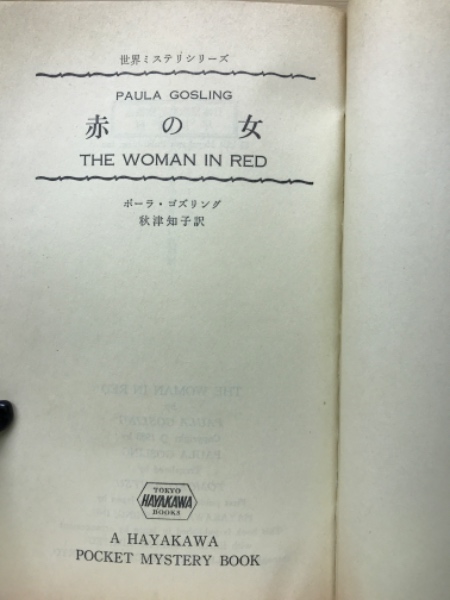 世界ミステリシリーズ
PAULA GOSLING
赤の女
THE WOMAN IN RED
ポーラ・ゴズリング
秋津知子訳
TOKYO
HAYAKAWA
BOOKS
A HAYAKAWA
POCKET MYSTERY BOOK